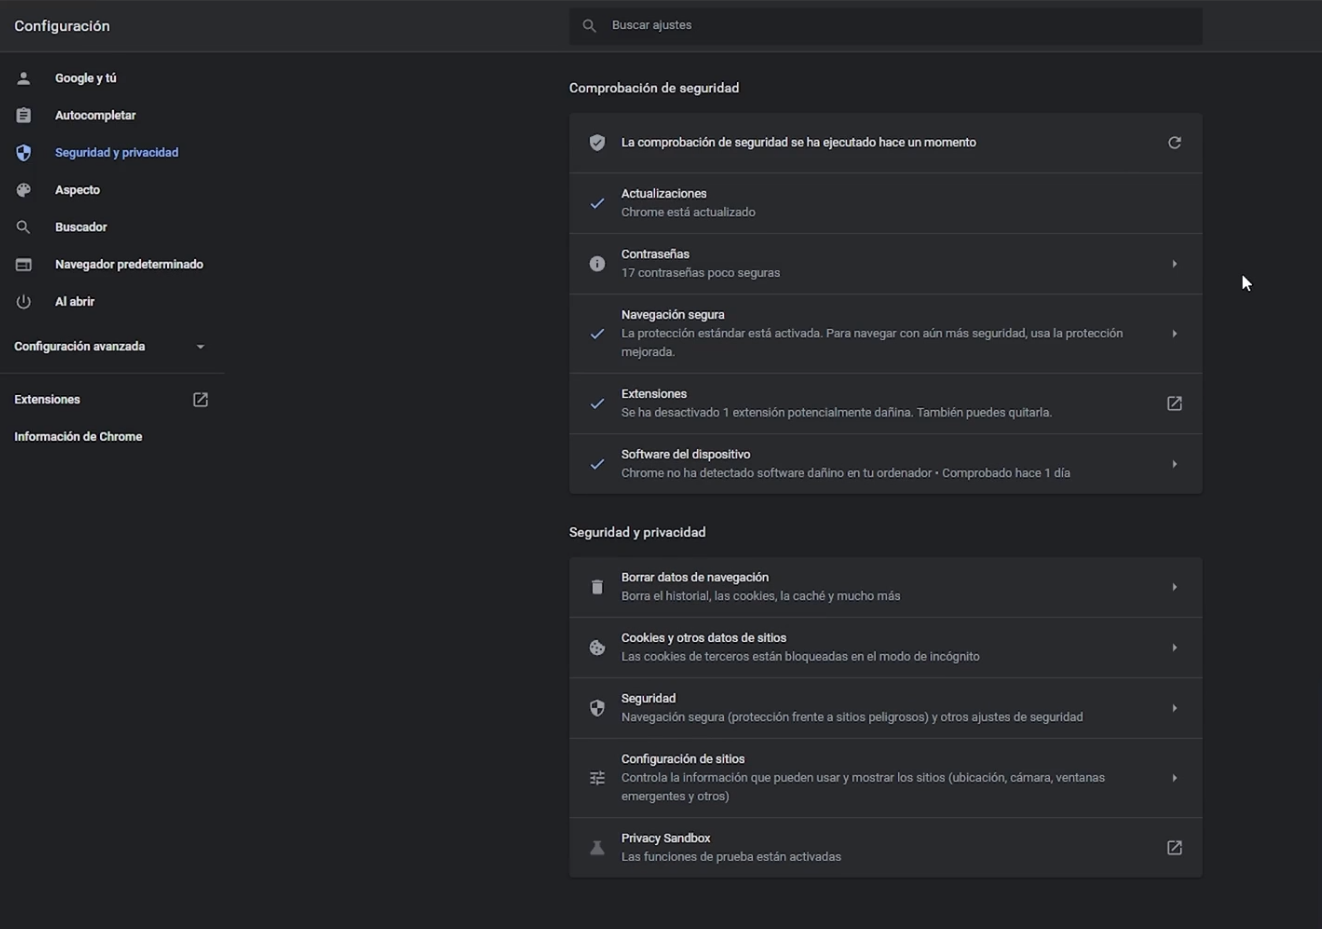 Configuración
Buscar ajustes
Google y tú
Autocompletar
Seguridad y privacidad
Aspecto
Buscador
Navegador predeterminado
Al abrir
Configuración avanzada
Extensiones
Información de Chrome
Comprobación de seguridad
La comprobación de seguridad se ha ejecutado hace un momento
Actualizaciones
Chrome está actualizado
Contraseñas
17 contraseñas poco seguras
Navegación segura
La protección estándar está activada. Para navegar con aún más seguridad, usa la protección
mejorada.
Extensiones
Se ha desactivado 1 extensión potencialmente dañina. También puedes quitarla.
Software del dispositivo
Chrome no ha detectado software dañino en tu ordenador • Comprobado hace 1 día
Seguridad y privacidad
Borrar datos de navegación
Borra el historial, las cookies, la caché y mucho más
Cookies y otros datos de sitios
Las cookies de terceros están bloqueadas en el modo de incógnito
Seguridad
Navegación segura (protección frente a sitios peligrosos) y otros ajustes de seguridad
Configuración de sitios
Controla la información que pueden usar y mostrar los sitios (ubicación, cámara, ventanas
emergentes y otros)
Privacy Sandbox
Las funciones de prueba están activadas